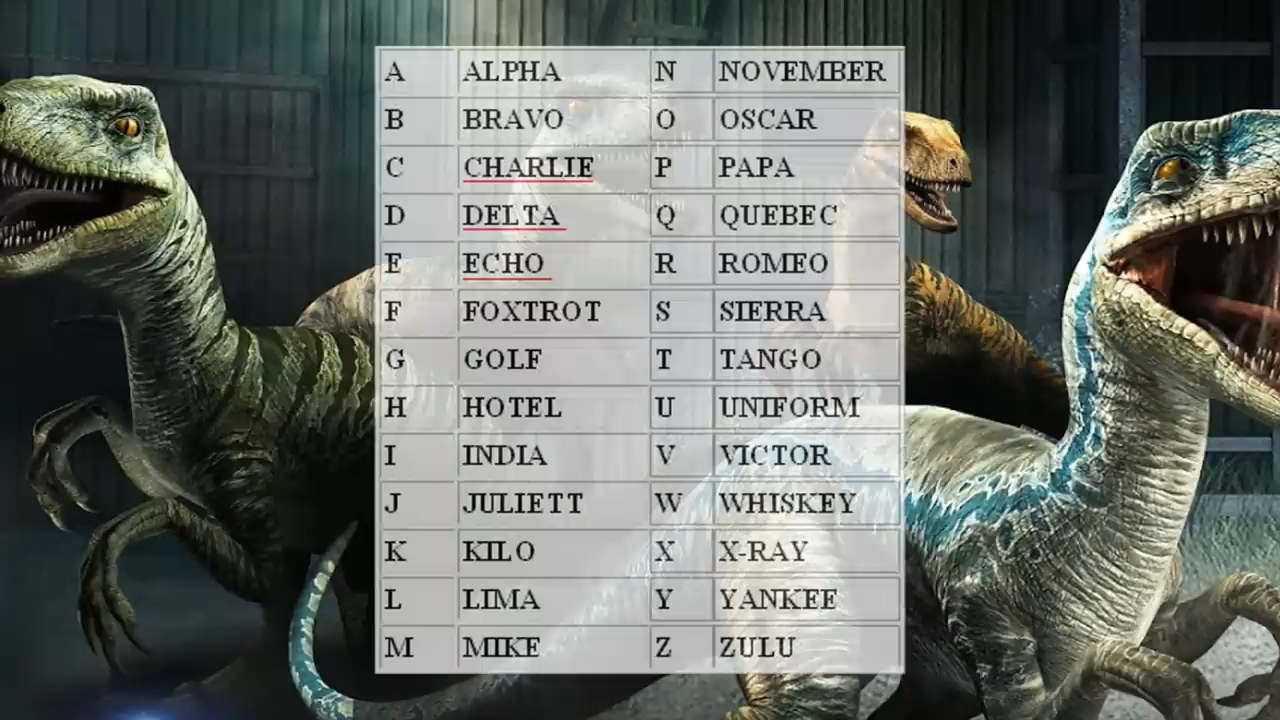 A ALPHA N NOVEMBER
B BRAVO O OSCAR
C CHARLIE P PAPA
D DELTA Q QUEBEC
E ECHO R ROMEO
F FOXTROT S SIERRA
G GOLF T TANGO
H HOTEL U UNIFORM
I INDIA V VICTOR
J JULIETT W WHISKEY
K KILO X X-RAY
L LIMA Y YANKEE
M MIKE Z ZULU